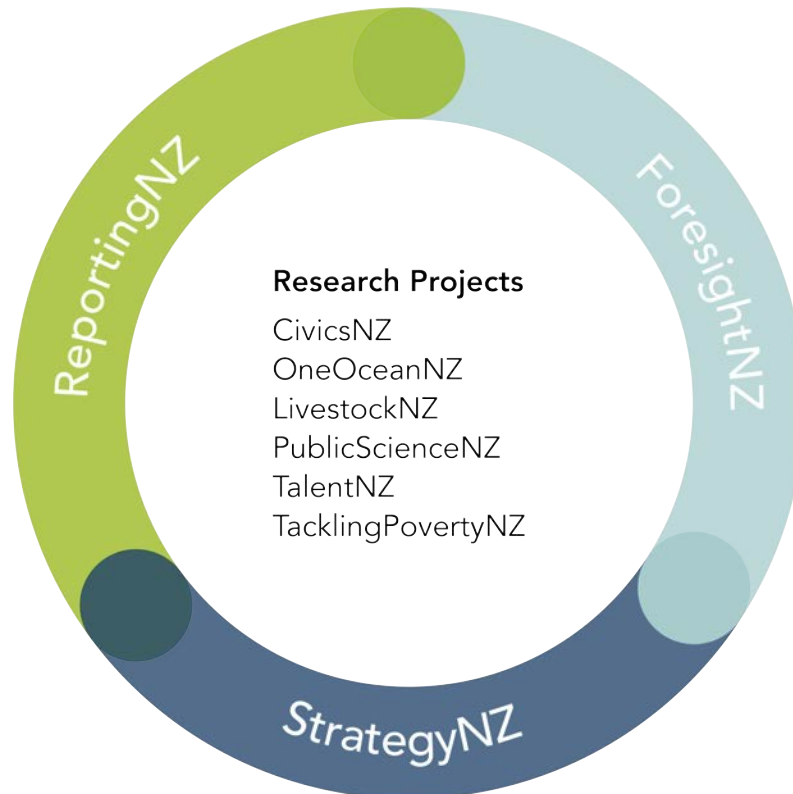 ReportingNZ
ForesightNZ
Research Projects
CivicsNZ
OneOceanNZ
LivestockNZ
PublicScienceNZ
TalentNZ
TacklingPovertyNZ
StrategyNZ